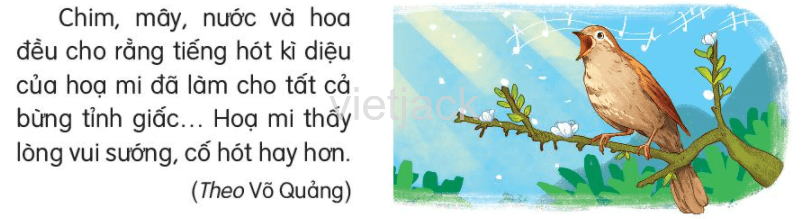 Chim, mây, nước và hoa
đều cho rằng tiếng hót kì diệu
của hoạ mi đã làm cho tất cả
bừng tỉnh giấc... Hoạ mi thấy
lòng vui sướng, cố hót hay hơn.
(Theo Võ Quảng)
vietjack